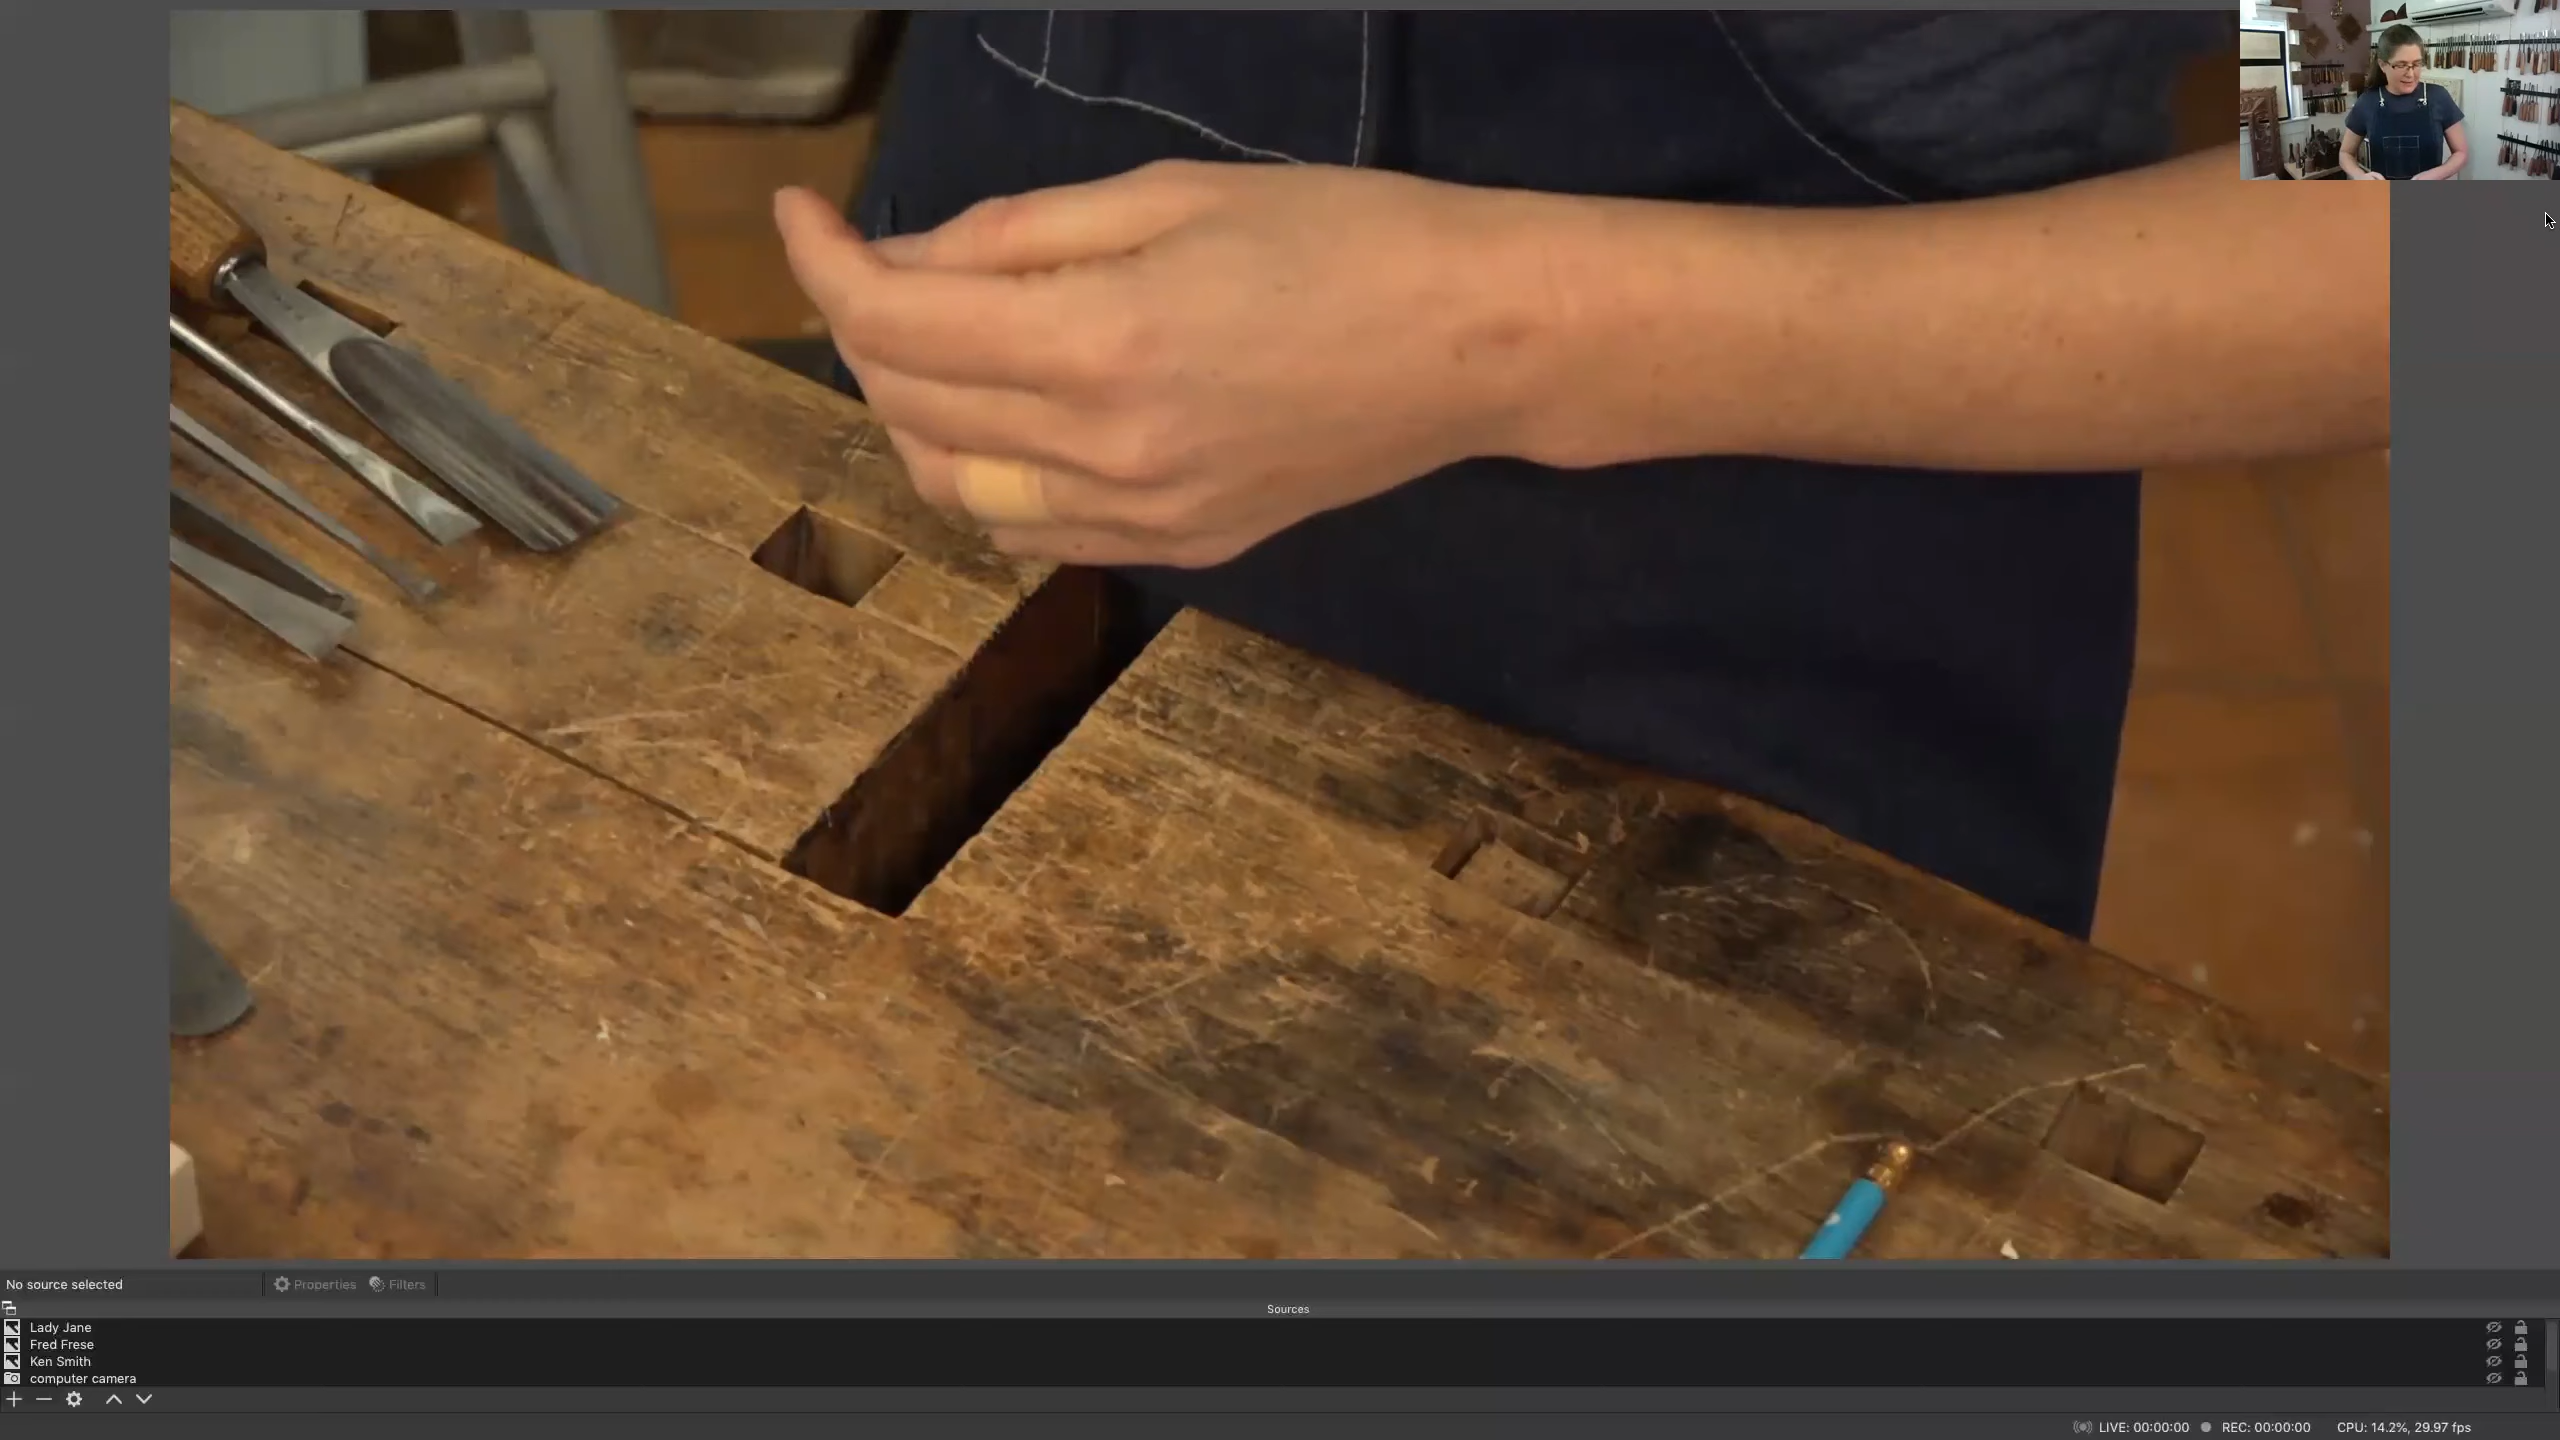 No source selected
Properties
Filters
Sources
Lady Jane
Fred Frese
Ken Smith
computer camera
LIVE: 00:00:00
REC: 00:00:00
CPU: 14.2%, 29.97 fps